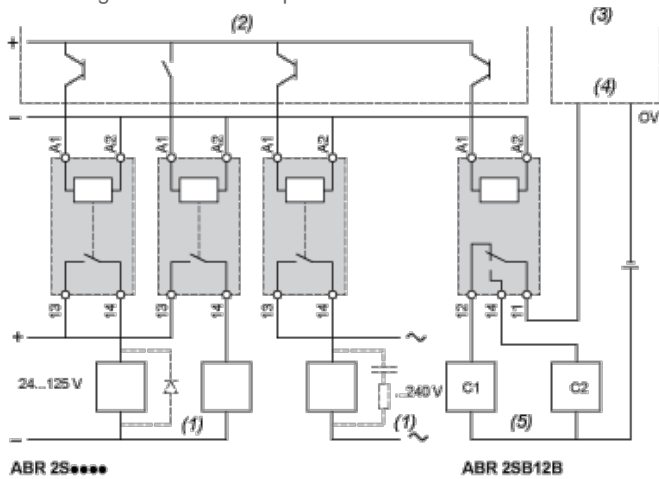 (2)
(3)
+
(4)
OV
–
A1 A2 A1 A2 A1 A2 A1 A2
13 14 13 14 13 14 12 14 11
+ ~
24...125 V
...240 V
C1 C2
(1) (1) (5)
– ~
ABR 2S●●●● ABR 2SB12B